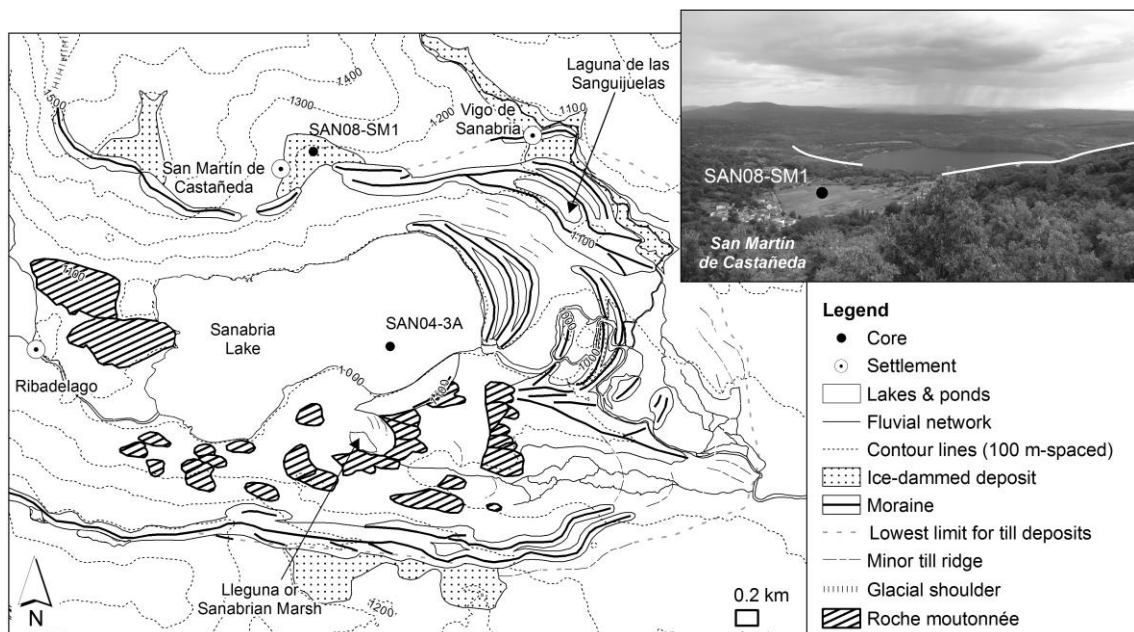 1500
1400
1300
1200
1100
Laguna de las
Sanguijuelas
Vigo de
Sanabria
SAN08-SM1
San Martín de
Castañeda
1100
1100
Sanabria
Lake
SAN04-3A
Ribadelago
1000
1000
Lleguna or
Sanabrian Marsh
1200
N
0.2 km
SAN08-SM1
San Martín
de Castañeda
Legend
Core
Settlement
Lakes & ponds
Fluvial network
Contour lines (100 m-spaced)
Ice-dammed deposit
Moraine
Lowest limit for till deposits
Minor till ridge
Glacial shoulder
Roche moutonnée